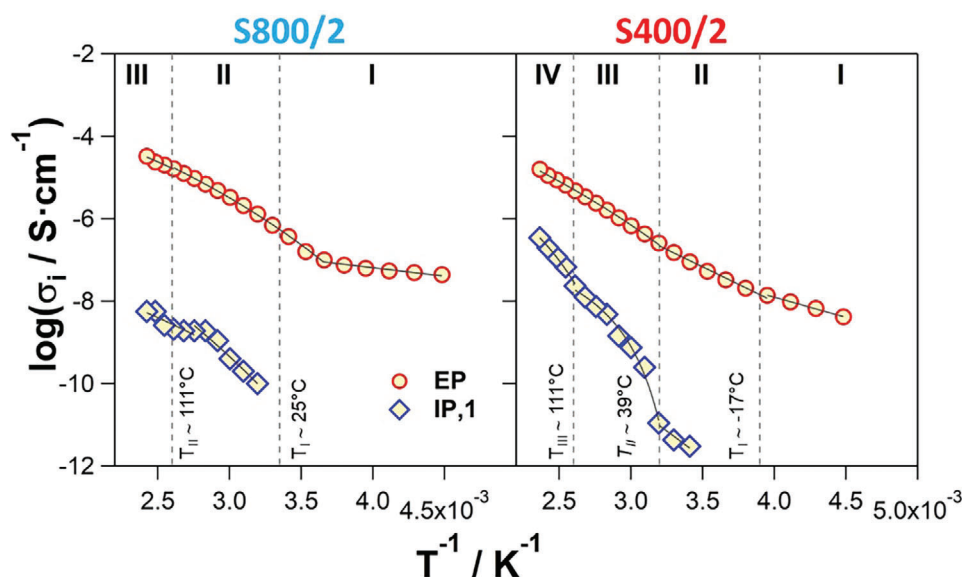 S800/2 S400/2
-2
-4
-6
-8
-10
-12
log(σi / S·cm-1)
III II I
IV III II I
EP
IP,1
TII ~ 111°C
TI ~ 25°C
TIII ~ 111°C
TII ~ 39°C
TI ~ -17°C
2.5 3.0 3.5 4.0 4.5x10-3 2.5 3.0 3.5 4.0 4.5 5.0x10-3
T-1 / K-1